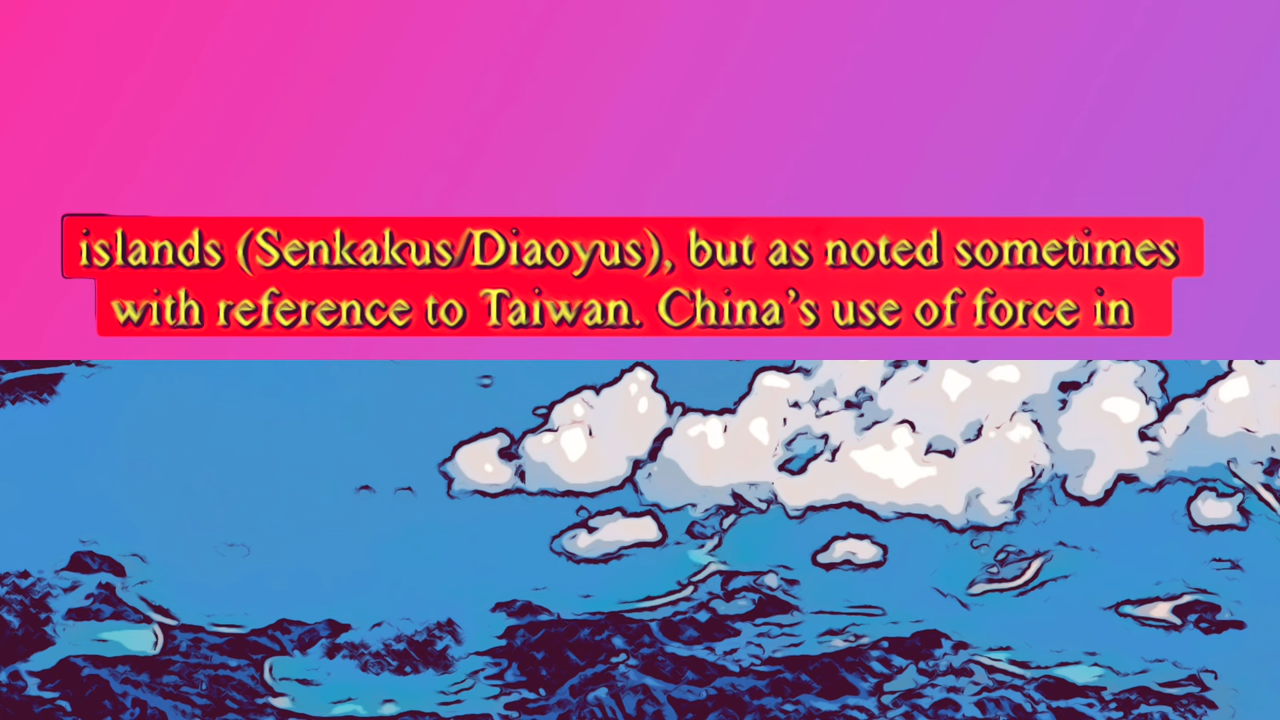 islands (Senkakus/Diaoyus), but as noted sometimes
with reference to Taiwan. China’s use of force in